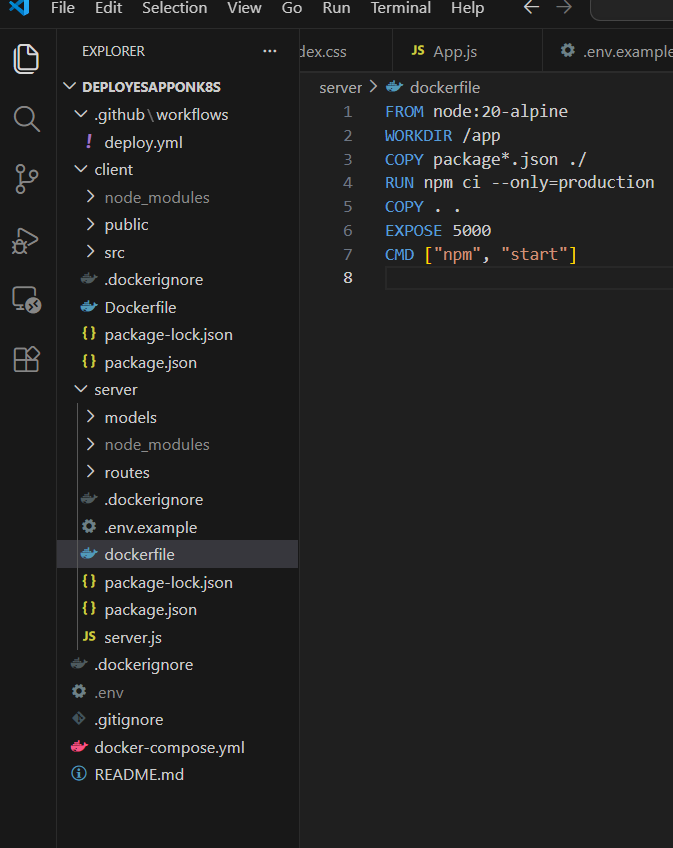 File Edit Selection View Go Run Terminal Help
EXPLORER
DEPLOYESAPPONK8S
.github\workflows
deploy.yml
client
node_modules
public
src
.dockerignore
Dockerfile
package-lock.json
package.json
server
models
node_modules
routes
.dockerignore
.env.example
dockerfile
package-lock.json
package.json
JS server.js
.dockerignore
.env
.gitignore
docker-compose.yml
README.md
dex.css JS App.js .env.example
server > dockerfile
1 FROM node:20-alpine
2 WORKDIR /app
3 COPY package*.json ./
4 RUN npm ci --only=production
5 COPY . .
6 EXPOSE 5000
7 CMD ["npm", "start"]
8